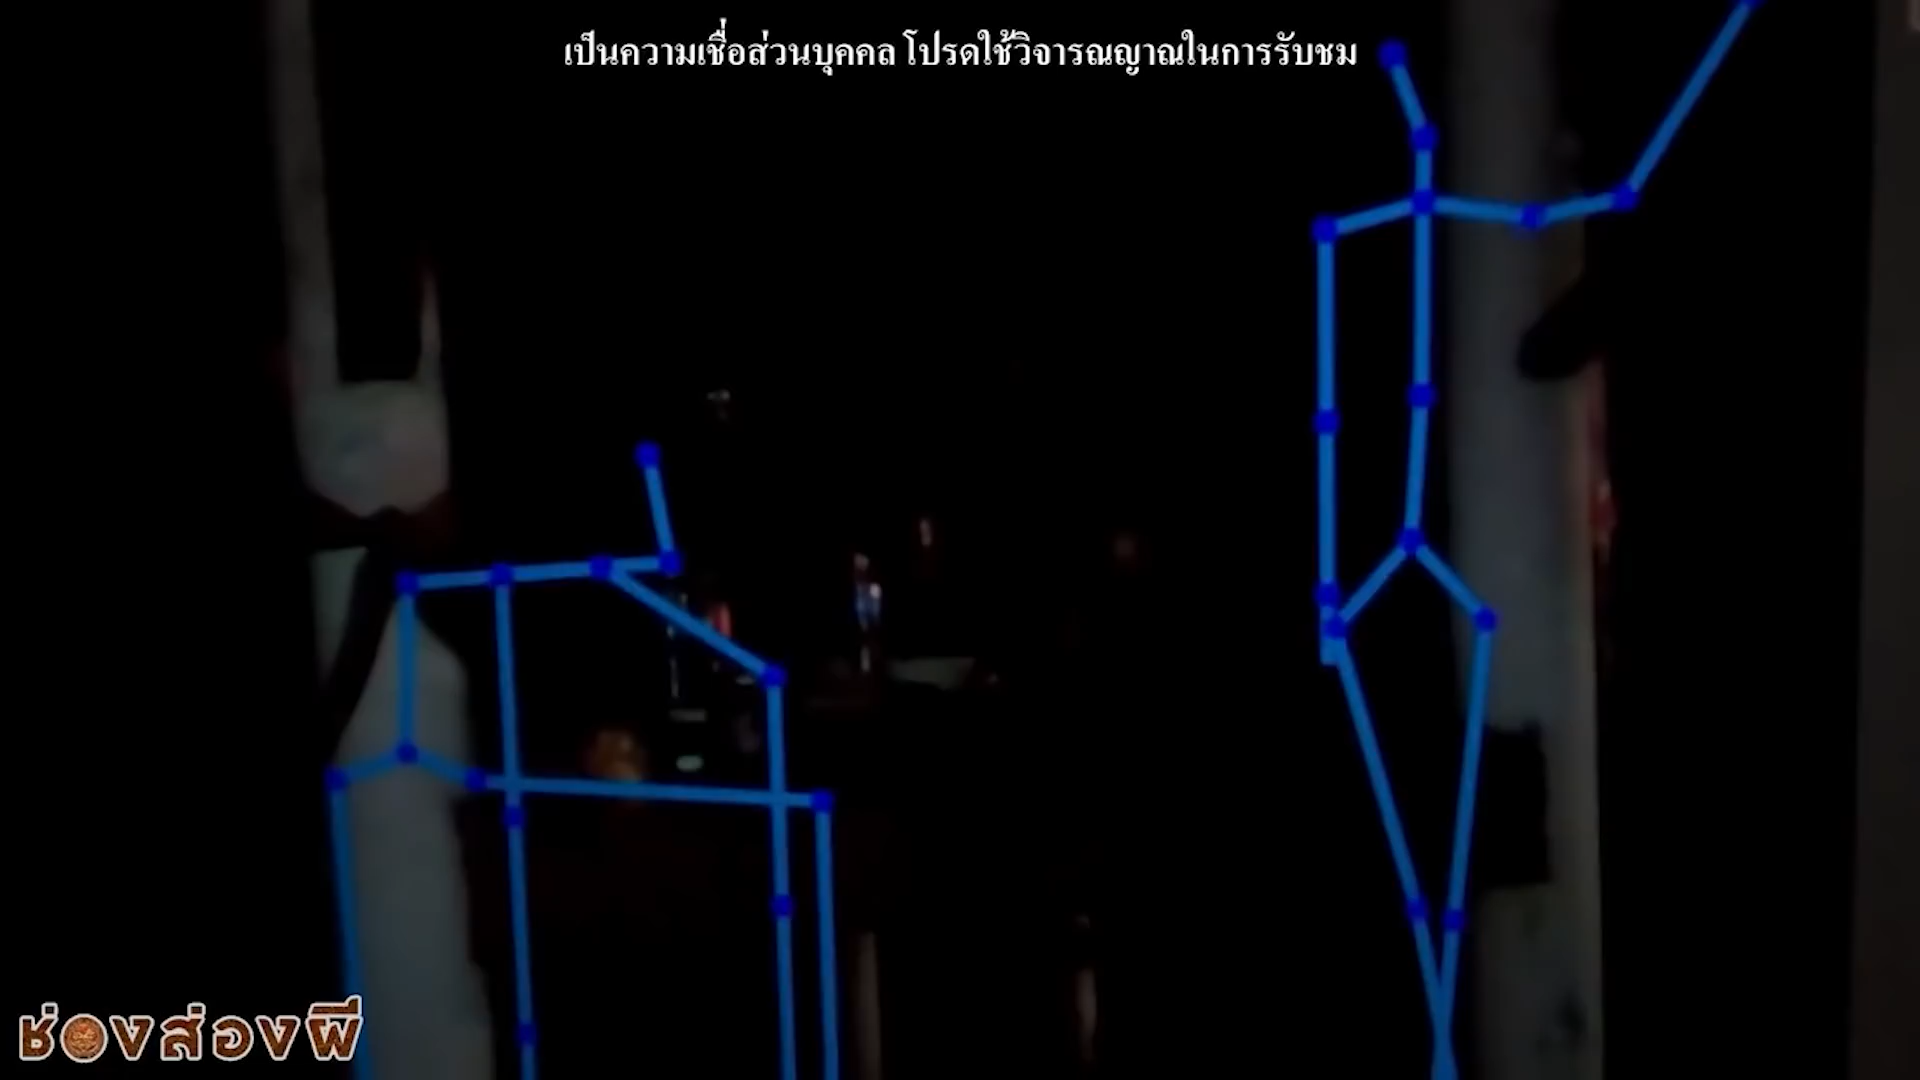 เป็นความเชื่อส่วนบุคคล โปรดใช้วิจารณญาณในการรับชม
ช่องส่องผี